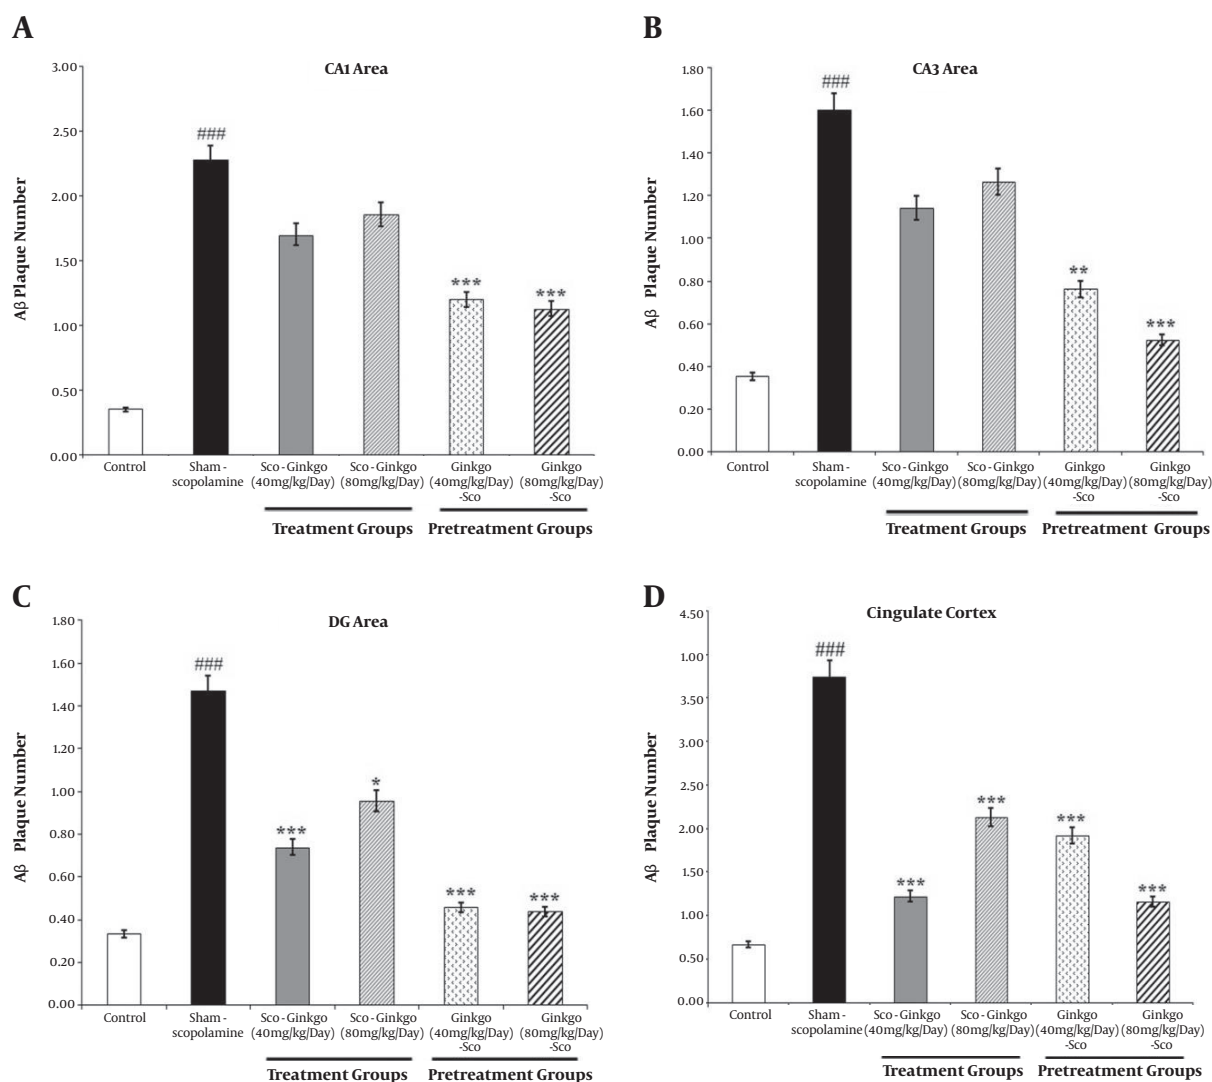 A
CA1 Area
Aβ Plaque Number
3.00
2.50
2.00
1.50
1.00
0.50
0.00
###
***
***
Control
Sham -
scopolamine
Sco - Ginkgo
(40mg/kg/Day)
Sco - Ginkgo
(80mg/kg/Day)
Ginkgo
(40mg/kg/Day)
-Sco
Ginkgo
(80mg/kg/Day)
-Sco
Treatment Groups
Pretreatment Groups
B
CA3 Area
Aβ Plaque Number
1.80
1.60
1.40
1.20
1.00
0.80
0.60
0.40
0.20
0.00
###
**
***
Control
Sham -
scopolamine
Sco - Ginkgo
(40mg/kg/Day)
Sco - Ginkgo
(80mg/kg/Day)
Ginkgo
(40mg/kg/Day)
-Sco
Ginkgo
(80mg/kg/Day)
-Sco
Treatment Groups
Pretreatment Groups
C
DG Area
Aβ Plaque Number
1.80
1.60
1.40
1.20
1.00
0.80
0.60
0.40
0.20
0.00
###
***
*
***
***
Control
Sham -
scopolamine
Sco - Ginkgo
(40mg/kg/Day)
Sco - Ginkgo
(80mg/kg/Day)
Ginkgo
(40mg/kg/Day)
-Sco
Ginkgo
(80mg/kg/Day)
-Sco
Treatment Groups
Pretreatment Groups
D
Cingulate Cortex
Aβ Plaque Number
4.50
1.00
3.50
3.00
2.50
2.00
1.50
1.00
0.50
0.00
###
***
***
***
***
Control
Sham -
scopolamine
Sco - Ginkgo
(40mg/kg/Day)
Sco - Ginkgo
(80mg/kg/Day)
Ginkgo
(40mg/kg/Day)
-Sco
Ginkgo
(80mg/kg/Day)
-Sco
Treatment Groups
Pretreatment Groups